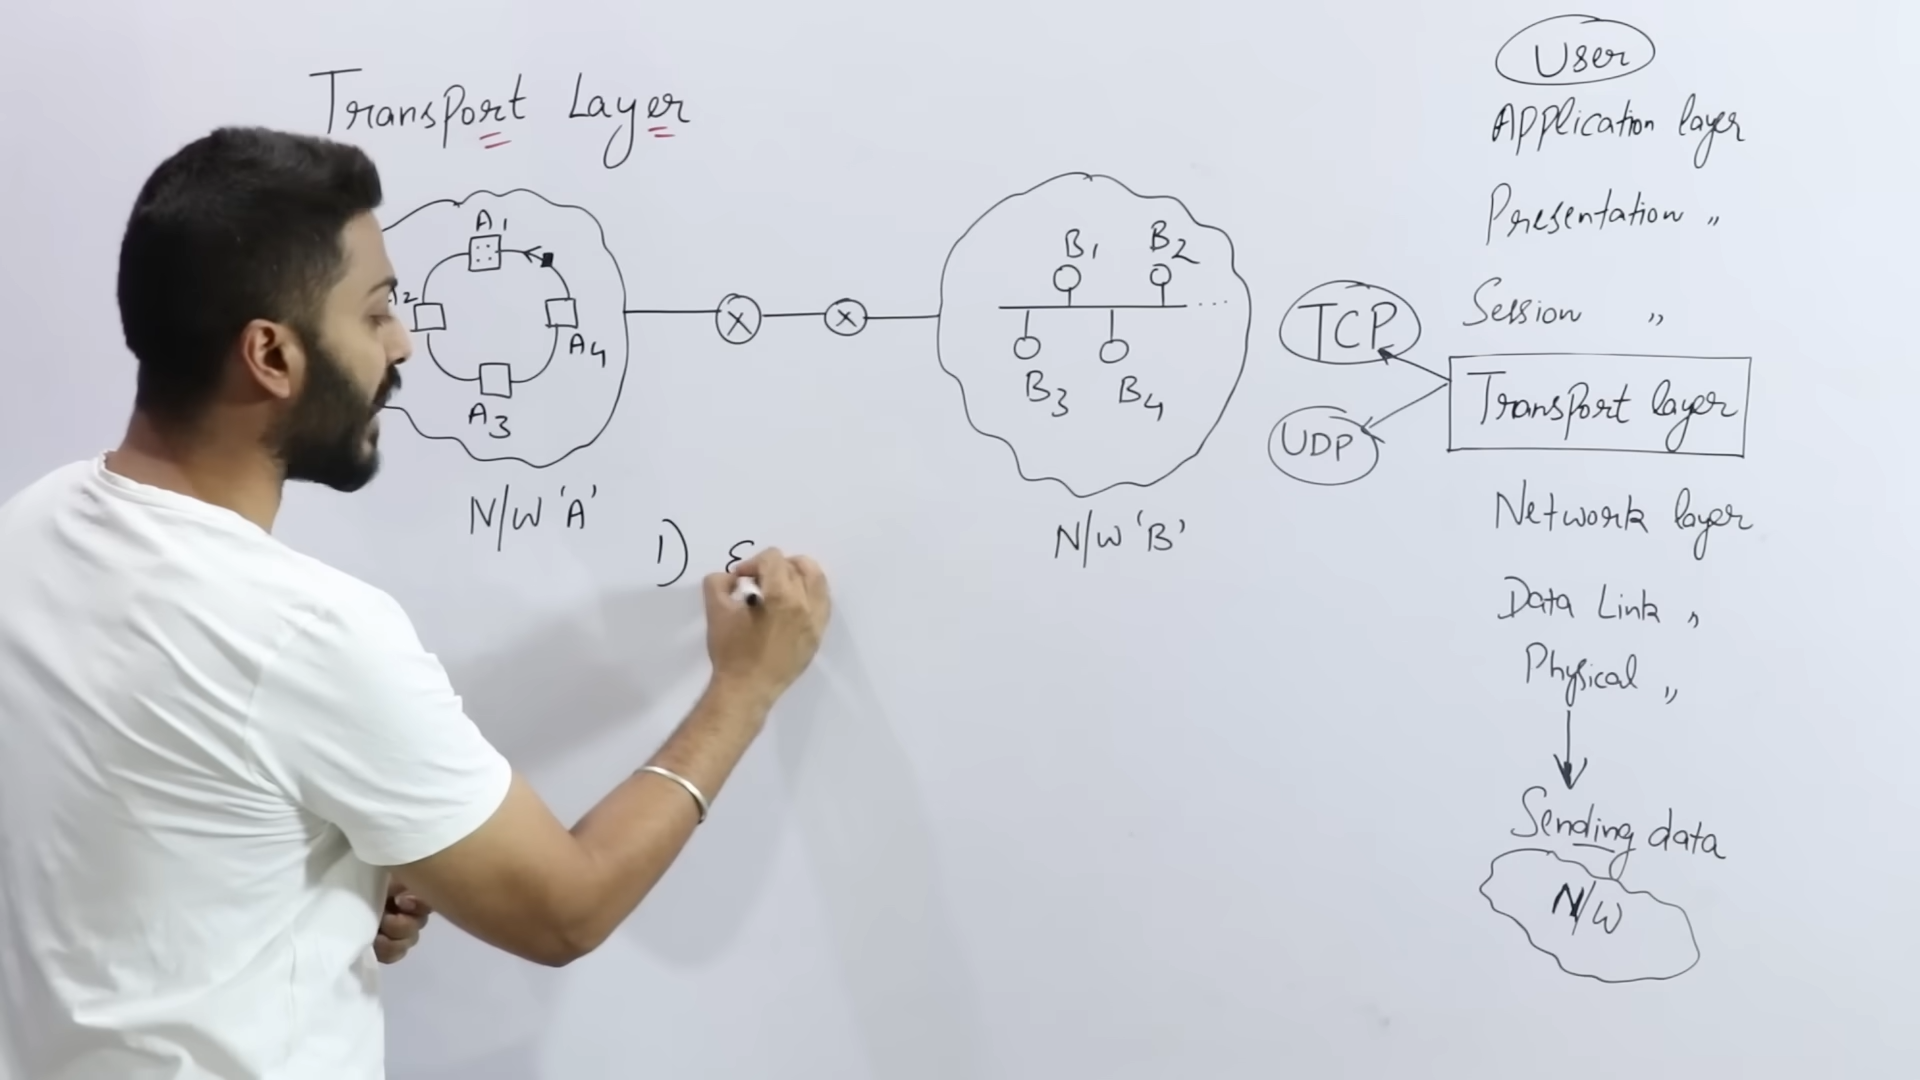 Transport Layer
A1
A2
A3
A4
N/W 'A'
X
X
B1
B2
B3
B4
N/W 'B'
1) E
TCP
UDP
User
Application layer
Presentation "
Session "
Transport layer
Network layer
Data Link "
Physical "
Sending data
N/W